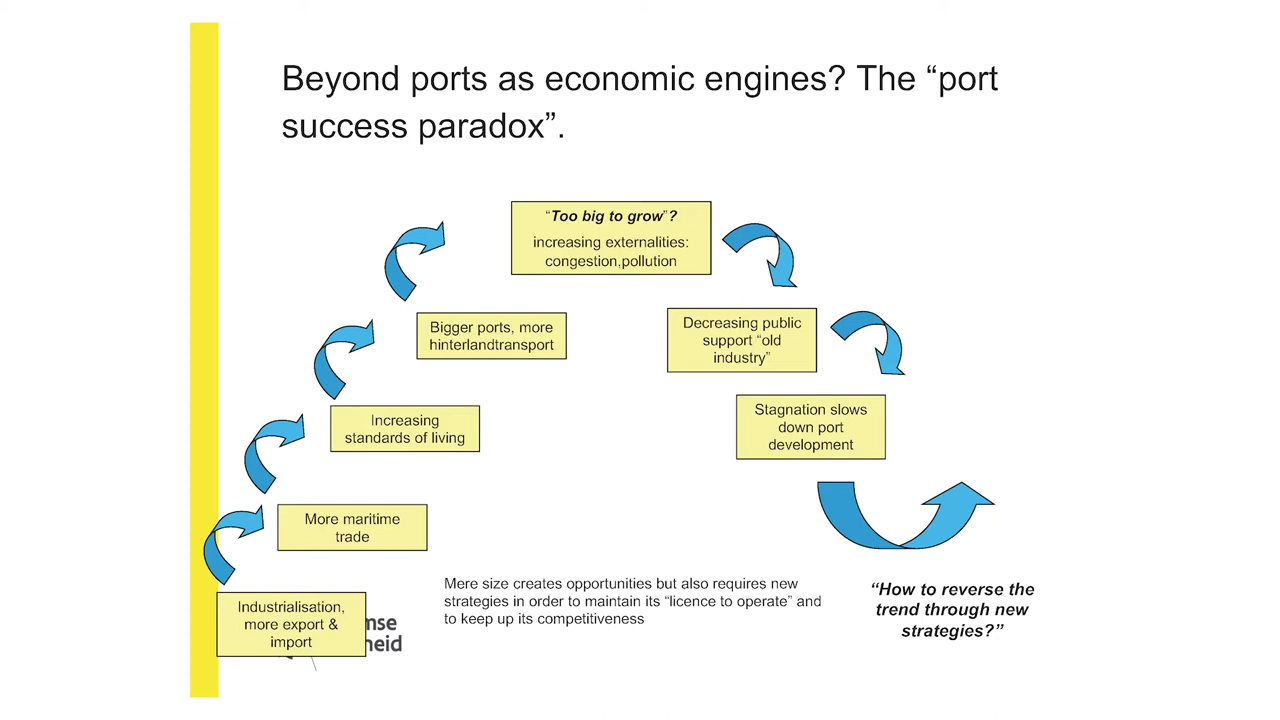 Beyond ports as economic engines? The “port
success paradox”.
“Too big to grow”?
increasing externalities:
congestion,pollution
Bigger ports, more
hinterlandtransport
Decreasing public
support “old
industry”
Increasing
standards of living
Stagnation slows
down port
development
More maritime
trade
Industrialisation,
more export &
import
mse
heid
Mere size creates opportunities but also requires new
strategies in order to maintain its “licence to operate” and
to keep up its competitiveness
“How to reverse the
trend through new
strategies?”